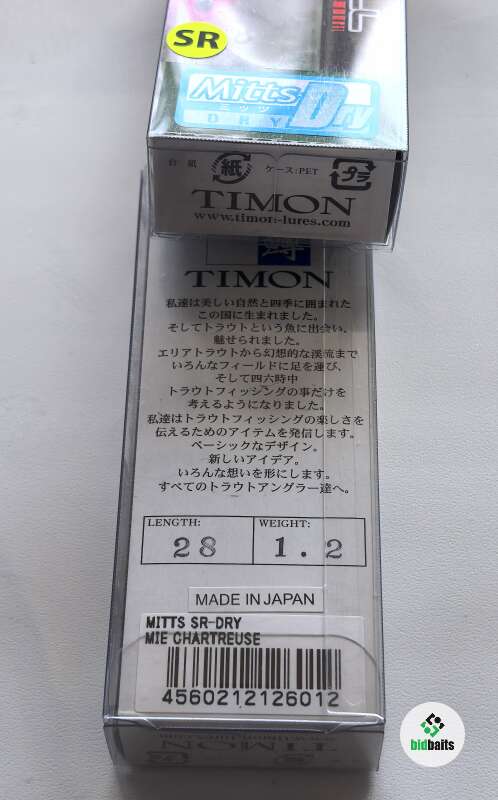 SR
Mitts
ミッツ
Dry
DRY
台紙
紙
ケース:PET
プラ
TIMON
www.timon-lures.com
鱒
TIMON
私達は美しい自然と四季に囲まれた
この国に生まれました。
そしてトラウトという魚に出会い、
魅せられました。
エリアトラウトから幻想的な渓流まで
いろんなフィールドに足を運び、
そして四六時中
トラウトフィッシングの事だけを
考えるようになりました。
私達はトラウトフィッシングの楽しさを
伝えるためのアイテムを発信します。
ベーシックなデザイン。
新しいアイデア。
いろんな想いを形にします。
すべてのトラウトアングラー達へ。
LENGTH:
28
WEIGHT:
1.2
MADE IN JAPAN
MITTS SR-DRY
MIE CHARTREUSE
4560212126012
TIMON
bidbaits